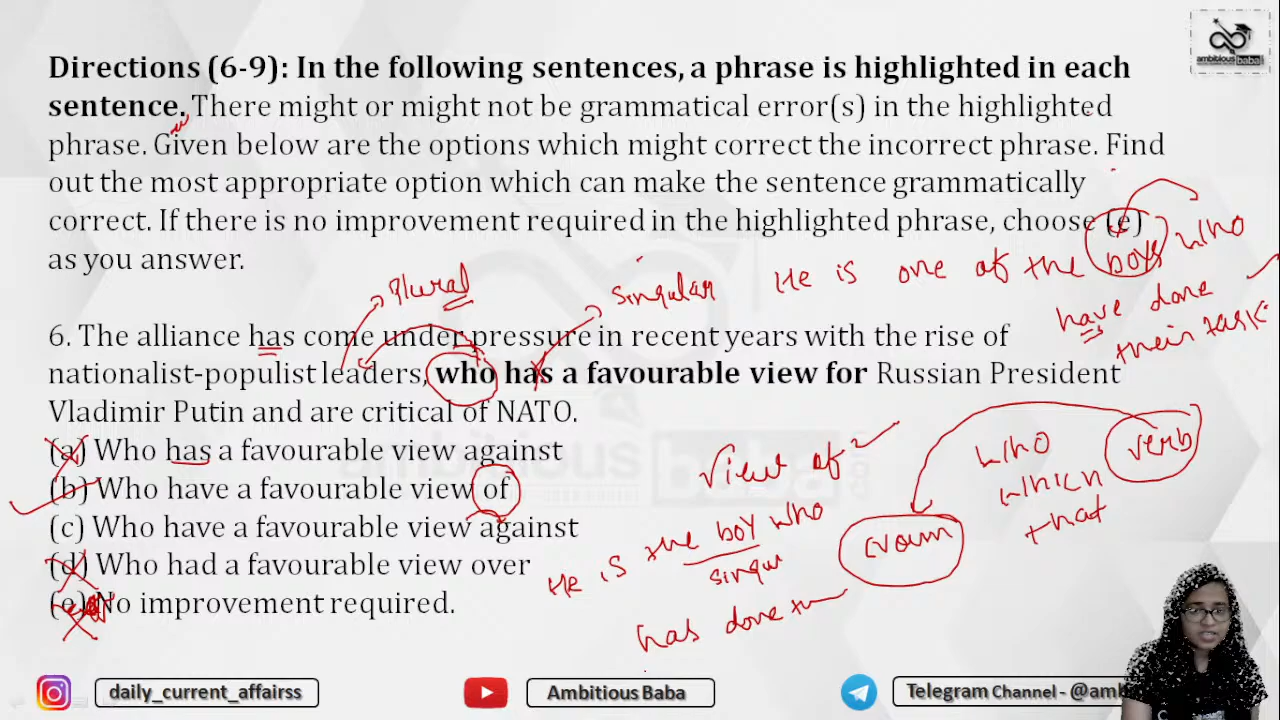 ambitiousbaba
Directions (6-9): In the following sentences, a phrase is highlighted in each
sentence. There might or might not be grammatical error(s) in the highlighted
phrase. Given below are the options which might correct the incorrect phrase. Find
out the most appropriate option which can make the sentence grammatically
correct. If there is no improvement required in the highlighted phrase, choose (e)
as you answer.
He is one of the boys who
have done
their task
Plural
Singular
6. The alliance has come under pressure in recent years with the rise of
nationalist-populist leaders, who has a favourable view for Russian President
Vladimir Putin and are critical of NATO.
(a) Who has a favourable view against
(b) Who have a favourable view of
(c) Who have a favourable view against
(d) Who had a favourable view over
(e) No improvement required.
View of
who
which
that
verb
noun
He is the boy who
singu
has done
daily_current_affairss
Ambitious Baba
Telegram Channel - @amb